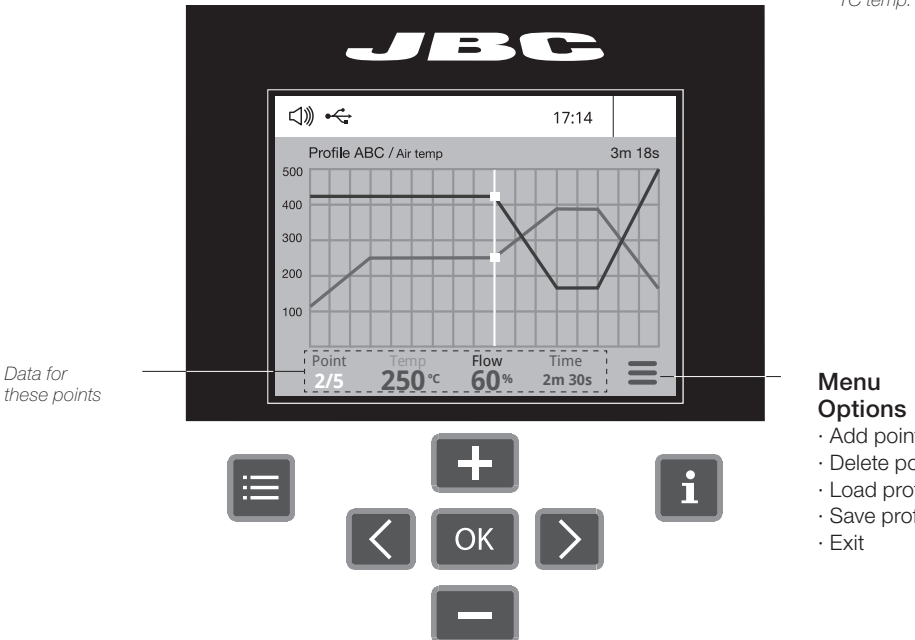 TC temp.
JBC
17:14
Profile ABC / Air temp 3m 18s
500
400
300
200
100
Point Temp Flow Time
2/5 250 ºC 60 % 2m 30s
Data for
these points
Menu
Options
· Add point
· Delete po
· Load prof
· Save prof
· Exit
OK
i